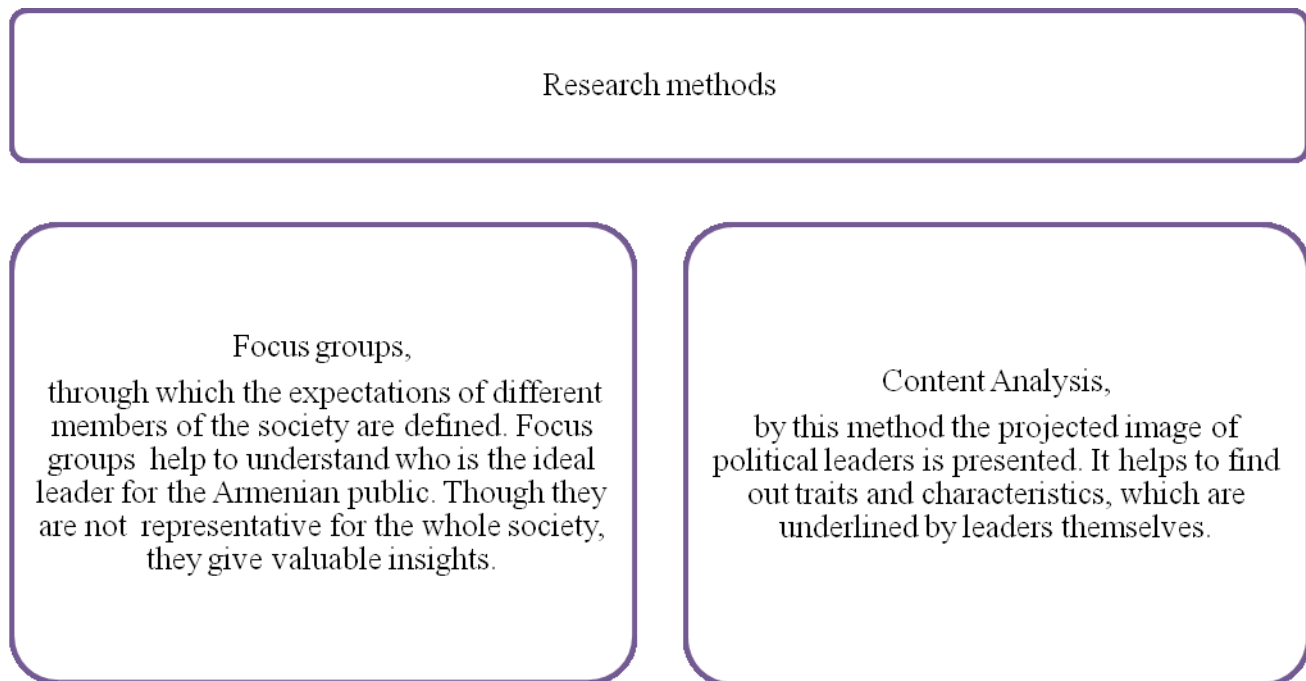 Research methods
Focus groups,
through which the expectations of different
members of the society are defined. Focus
groups help to understand who is the ideal
leader for the Armenian public. Though they
are not representative for the whole society,
they give valuable insights.
Content Analysis,
by this method the projected image of
political leaders is presented. It helps to find
out traits and characteristics, which are
underlined by leaders themselves.